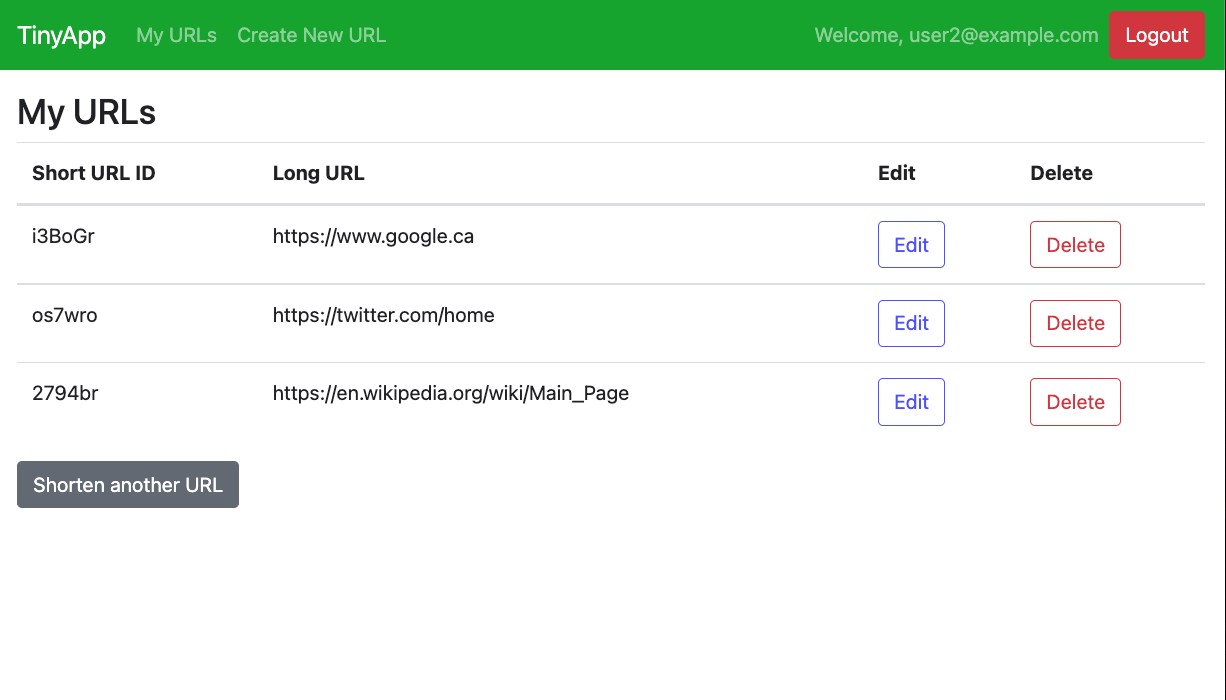 TinyApp My URLs Create New URL Welcome, user2@example.com Logout
My URLs
Short URL ID Long URL Edit Delete
i3BoGr https://www.google.ca Edit Delete
os7wro https://twitter.com/home Edit Delete
2794br https://en.wikipedia.org/wiki/Main_Page Edit Delete
Shorten another URL